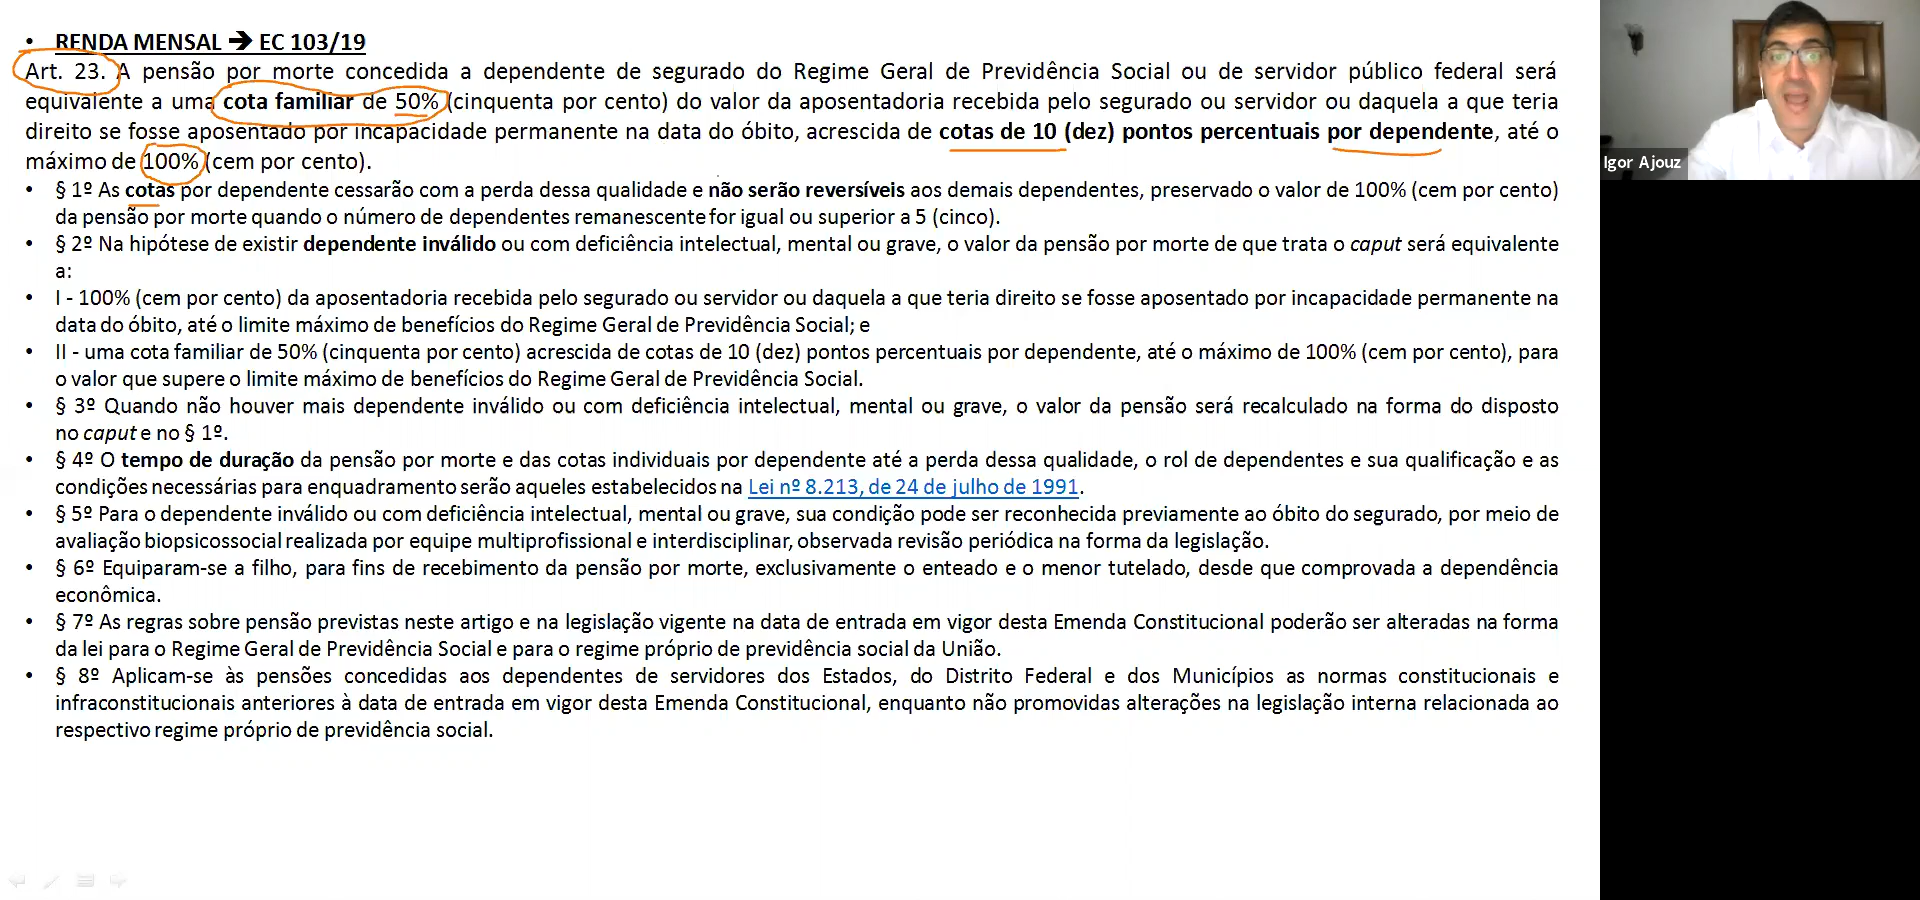 • RENDA MENSAL → EC 103/19
Art. 23. A pensão por morte concedida a dependente de segurado do Regime Geral de Previdência Social ou de servidor público federal será
equivalente a uma cota familiar de 50% (cinquenta por cento) do valor da aposentadoria recebida pelo segurado ou servidor ou daquela a que teria
direito se fosse aposentado por incapacidade permanente na data do óbito, acrescida de cotas de 10 (dez) pontos percentuais por dependente, até o
máximo de 100% (cem por cento).
• § 1º As cotas por dependente cessarão com a perda dessa qualidade e não serão reversíveis aos demais dependentes, preservado o valor de 100% (cem por cento)
da pensão por morte quando o número de dependentes remanescente for igual ou superior a 5 (cinco).
• § 2º Na hipótese de existir dependente inválido ou com deficiência intelectual, mental ou grave, o valor da pensão por morte de que trata o caput será equivalente
a:
• I - 100% (cem por cento) da aposentadoria recebida pelo segurado ou servidor ou daquela a que teria direito se fosse aposentado por incapacidade permanente na
data do óbito, até o limite máximo de benefícios do Regime Geral de Previdência Social; e
• II - uma cota familiar de 50% (cinquenta por cento) acrescida de cotas de 10 (dez) pontos percentuais por dependente, até o máximo de 100% (cem por cento), para
o valor que supere o limite máximo de benefícios do Regime Geral de Previdência Social.
• § 3º Quando não houver mais dependente inválido ou com deficiência intelectual, mental ou grave, o valor da pensão será recalculado na forma do disposto
no caput e no § 1º.
• § 4º O tempo de duração da pensão por morte e das cotas individuais por dependente até a perda dessa qualidade, o rol de dependentes e sua qualificação e as
condições necessárias para enquadramento serão aqueles estabelecidos na Lei nº 8.213, de 24 de julho de 1991.
• § 5º Para o dependente inválido ou com deficiência intelectual, mental ou grave, sua condição pode ser reconhecida previamente ao óbito do segurado, por meio de
avaliação biopsicossocial realizada por equipe multiprofissional e interdisciplinar, observada revisão periódica na forma da legislação.
• § 6º Equiparam-se a filho, para fins de recebimento da pensão por morte, exclusivamente o enteado e o menor tutelado, desde que comprovada a dependência
econômica.
• § 7º As regras sobre pensão previstas neste artigo e na legislação vigente na data de entrada em vigor desta Emenda Constitucional poderão ser alteradas na forma
da lei para o Regime Geral de Previdência Social e para o regime próprio de previdência social da União.
• § 8º Aplicam-se às pensões concedidas aos dependentes de servidores dos Estados, do Distrito Federal e dos Municípios as normas constitucionais e
infraconstitucionais anteriores à data de entrada em vigor desta Emenda Constitucional, enquanto não promovidas alterações na legislação interna relacionada ao
respectivo regime próprio de previdência social.
Igor Ajouz